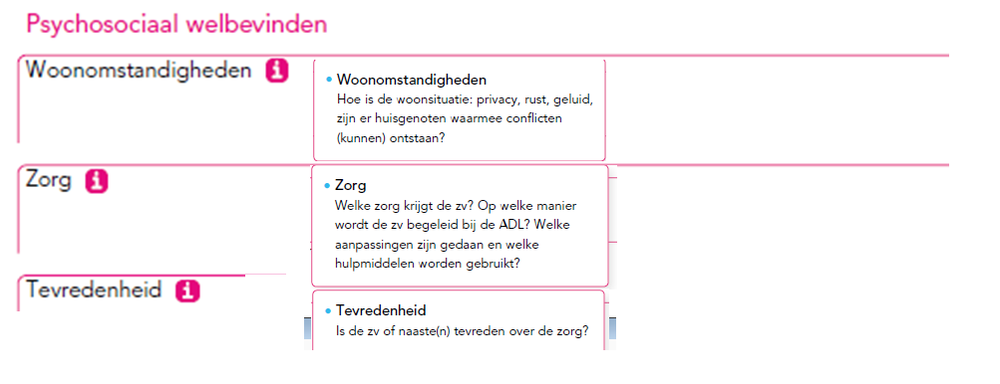 Psychosociaal welbevinden
Woonomstandigheden i
• Woonomstandigheden
Hoe is de woonsituatie: privacy, rust, geluid,
zijn er huisgenoten waarmee conflicten
(kunnen) ontstaan?
Zorg i
• Zorg
Welke zorg krijgt de zv? Op welke manier
wordt de zv begeleid bij de ADL? Welke
aanpassingen zijn gedaan en welke
hulpmiddelen worden gebruikt?
Tevredenheid i
• Tevredenheid
Is de zv of naaste(n) tevreden over de zorg?